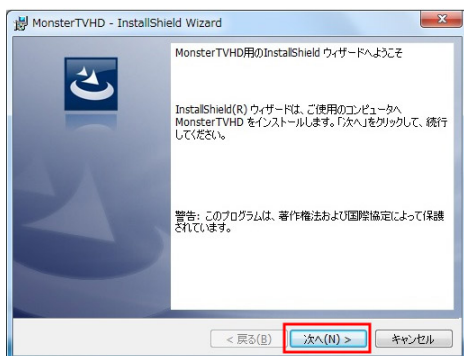 MonsterTVHD - InstallShield Wizard
MonsterTVHD用のInstallShield ウィザードへようこそ
InstallShield(R) ウィザードは、ご使用のコンピュータへ
MonsterTVHD をインストールします。「次へ」をクリックして、続行
してください。
警告: このプログラムは、著作権法および国際協定によって保護
されています。
< 戻る(B)
次へ(N) >
キャンセル